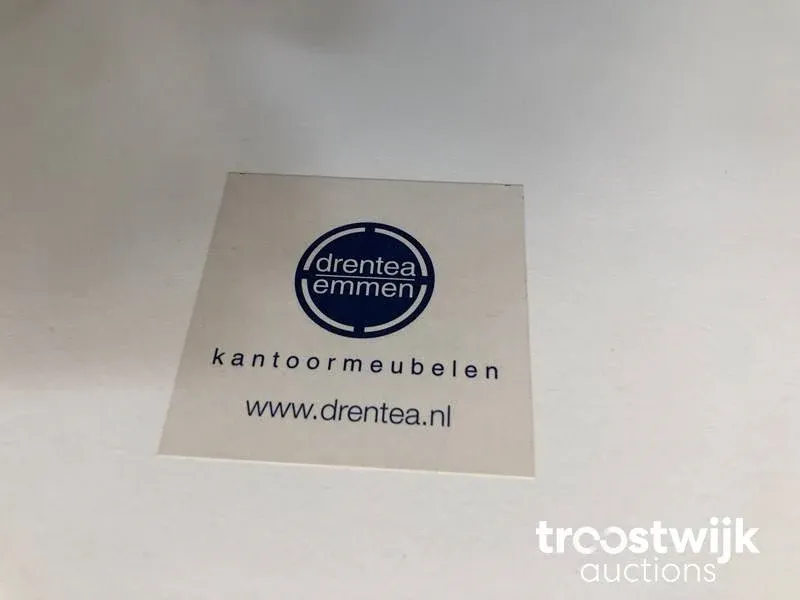 drentea
emmen
kantoormeubelen
www.drentea.nl
troostwijk
auctions